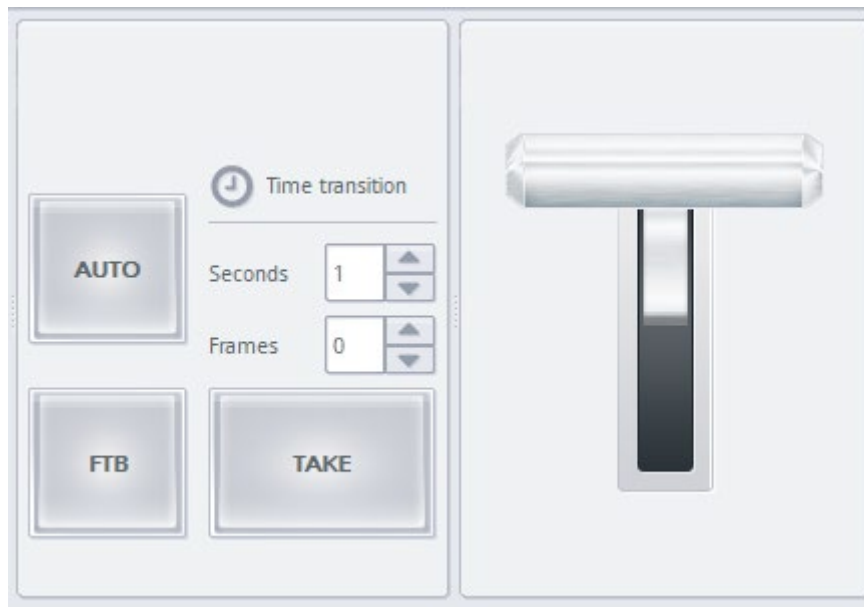 Time transition
AUTO
Seconds 1
Frames 0
FTB
TAKE